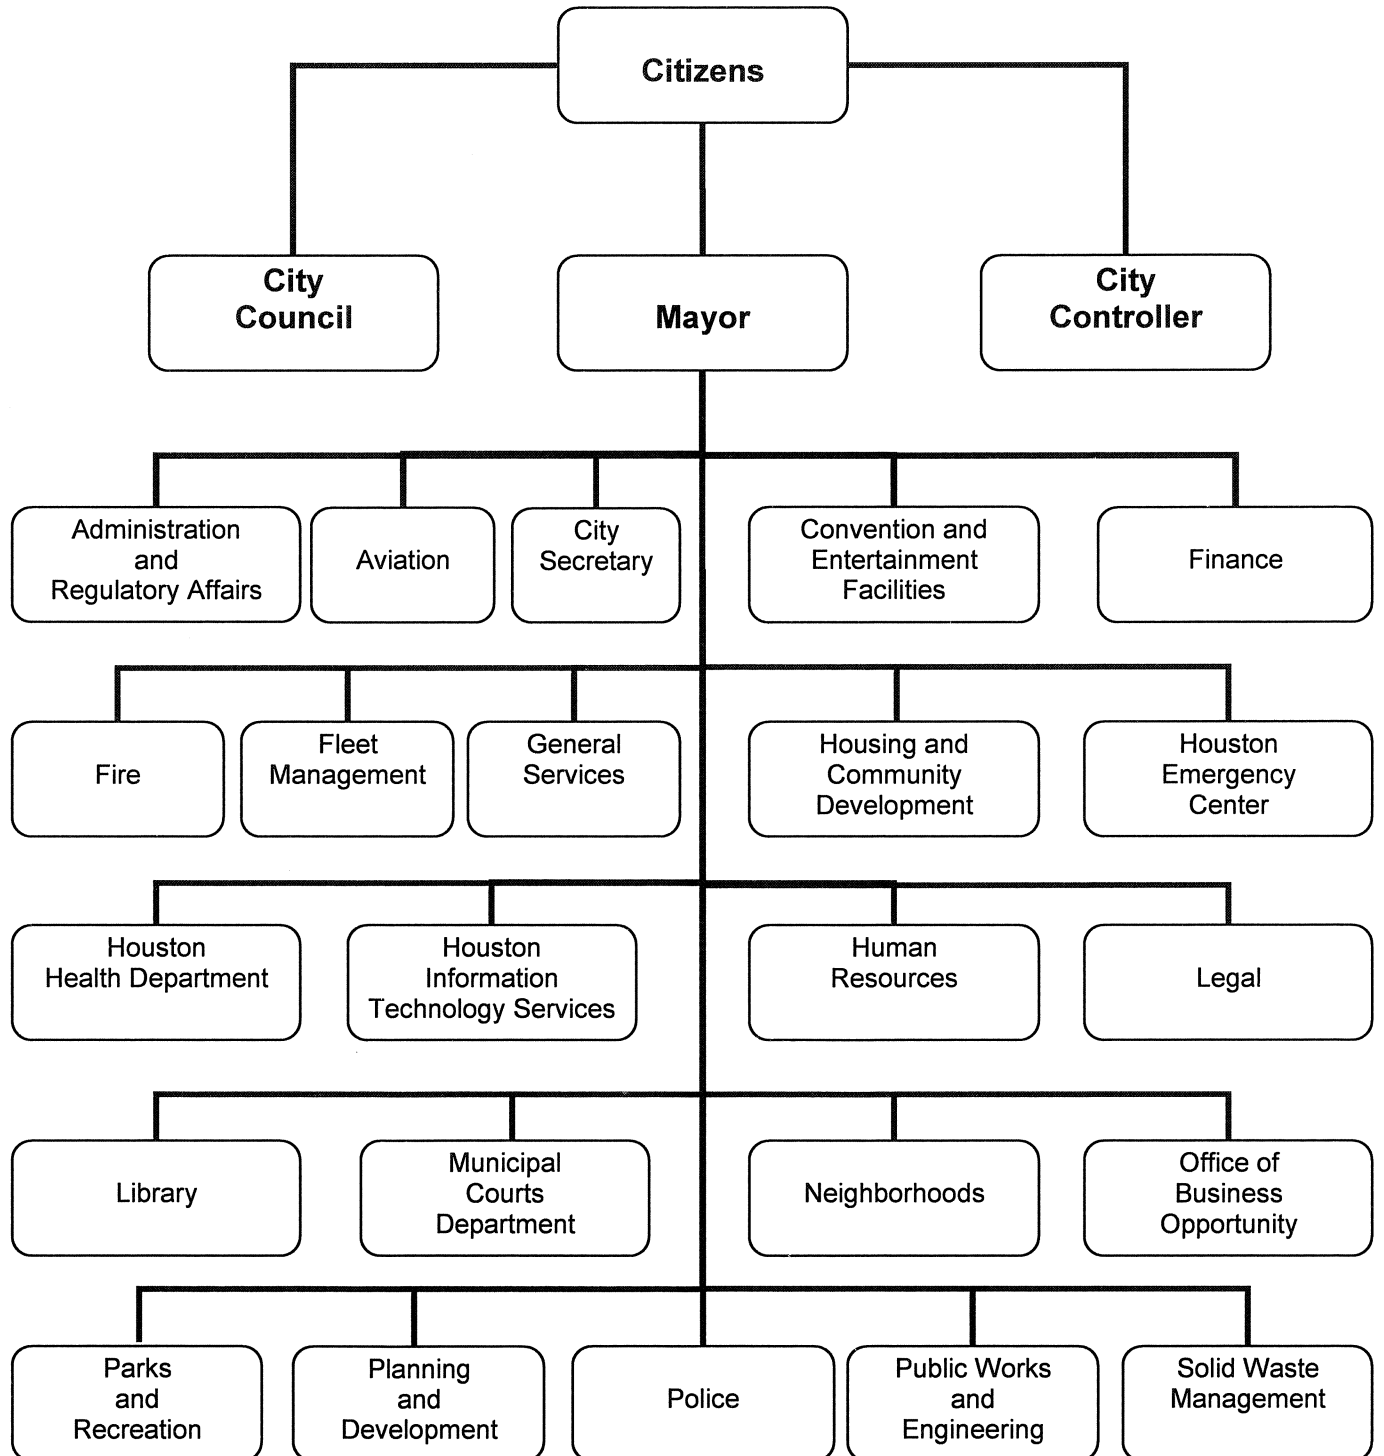 Citizens
City
Council
Mayor
City
Controller
Administration
and
Regulatory Affairs
Aviation
City
Secretary
Convention and
Entertainment
Facilities
Finance
Fire
Fleet
Management
General
Services
Housing and
Community
Development
Houston
Emergency
Center
Houston
Health Department
Houston
Information
Technology Services
Human
Resources
Legal
Library
Municipal
Courts
Department
Neighborhoods
Office of
Business
Opportunity
Parks
and
Recreation
Planning
and
Development
Police
Public Works
and
Engineering
Solid Waste
Management